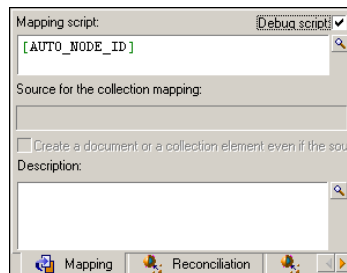 Mapping script:
Debug script
[AUTO_NODE_ID]
Source for the collection mapping:
Create a document or a collection element even if the sou
Description:
Mapping
Reconciliation